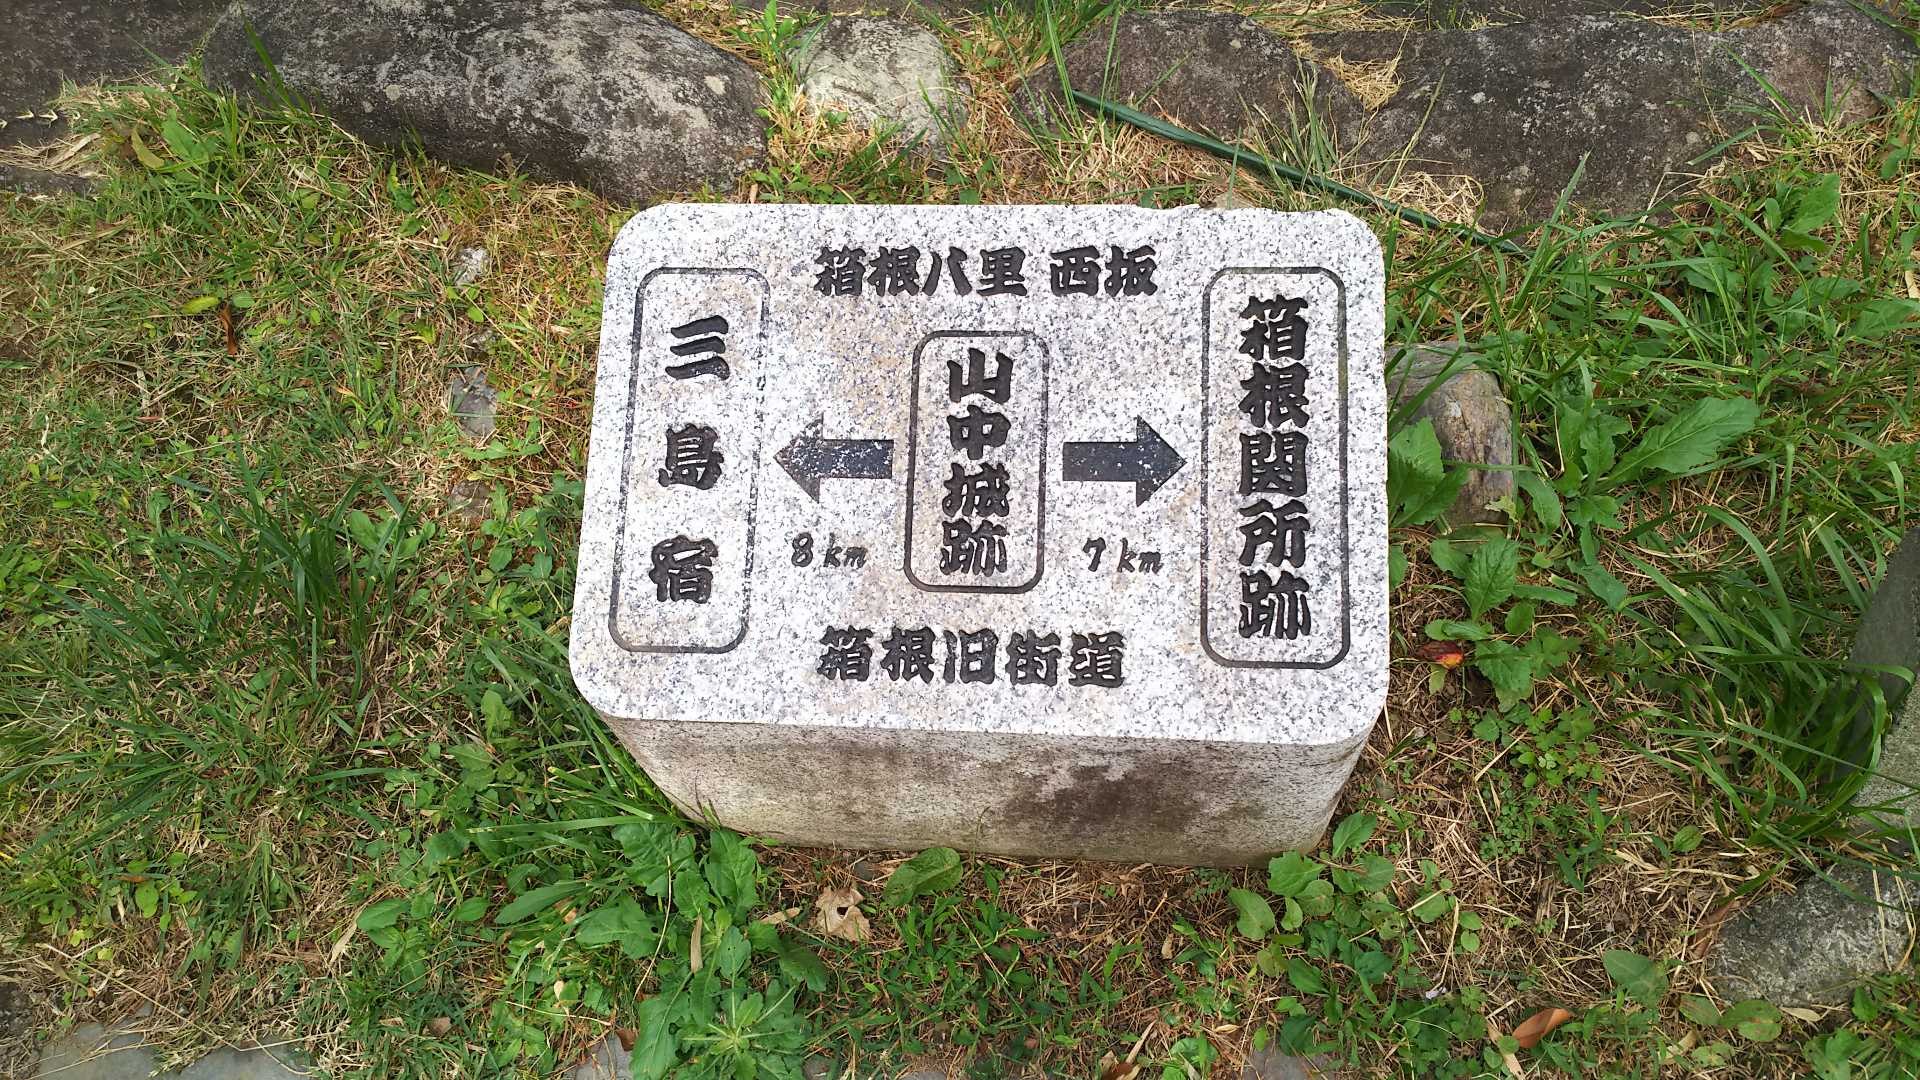 箱根八里 西坂
三島宿
山中城跡
箱根関所跡
8km
7km
箱根旧街道